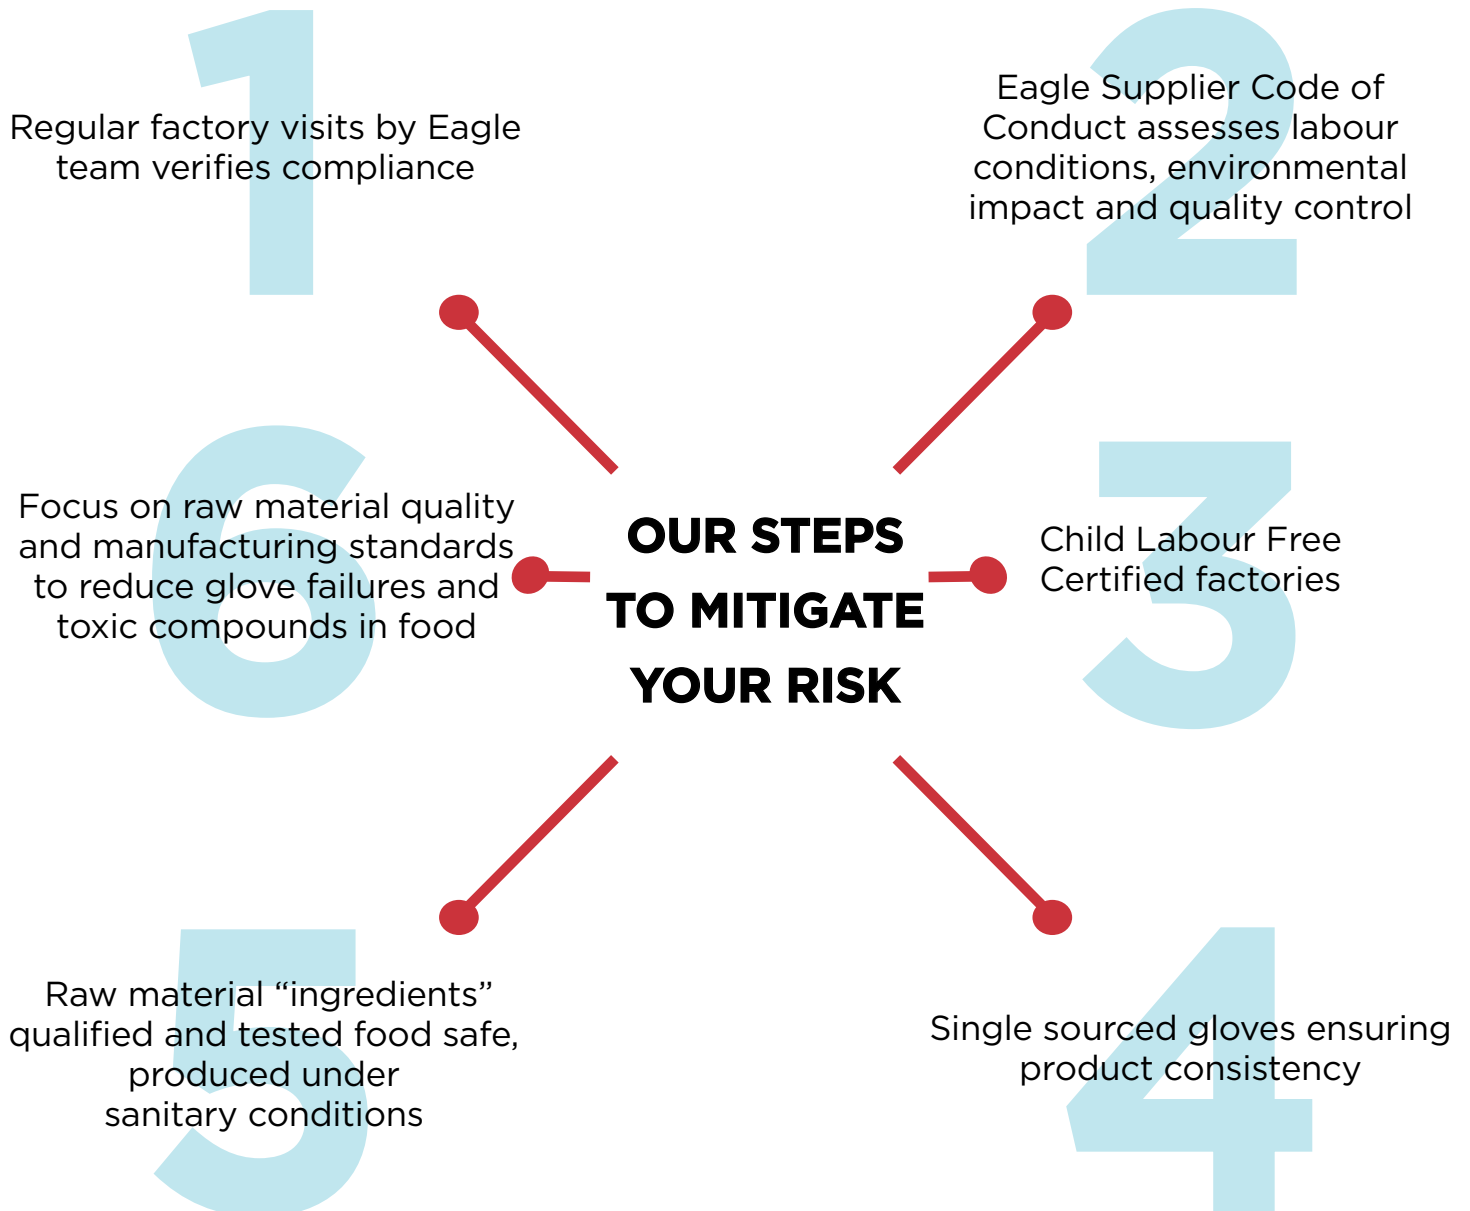 1
Regular factory visits by Eagle
team verifies compliance
2
Eagle Supplier Code of
Conduct assesses labour
conditions, environmental
impact and quality control
OUR STEPS
TO MITIGATE
YOUR RISK
3
Child Labour Free
Certified factories
4
Single sourced gloves ensuring
product consistency
5
Raw material “ingredients”
qualified and tested food safe,
produced under
sanitary conditions
6
Focus on raw material quality
and manufacturing standards
to reduce glove failures and
toxic compounds in food